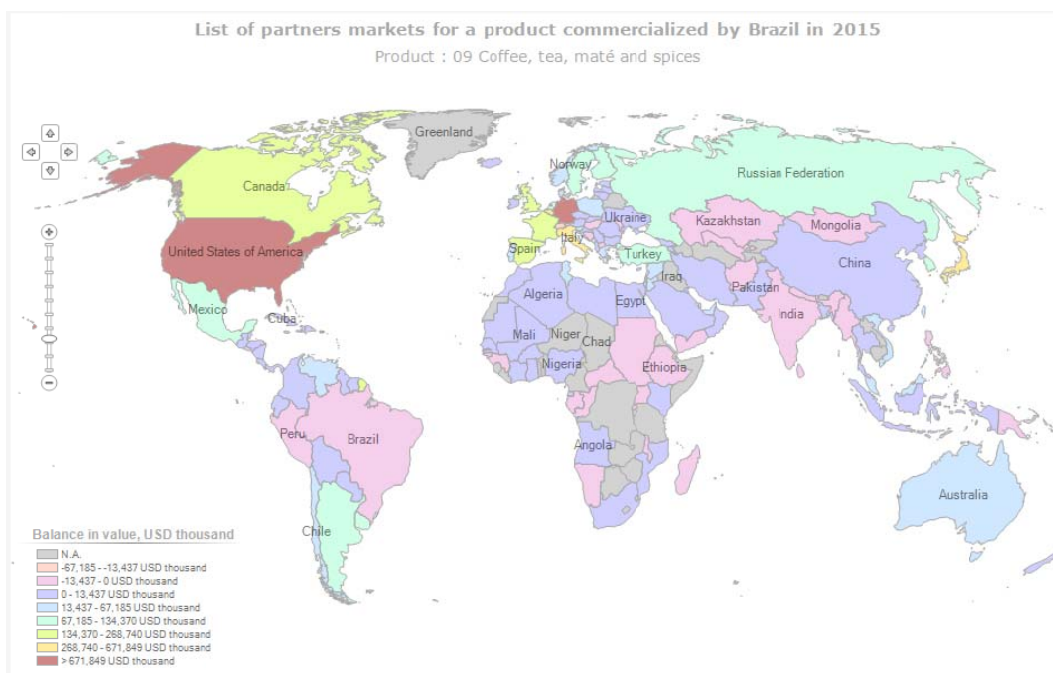 List of partners markets for a product commercialized by Brazil in 2015
Product : 09 Coffee, tea, maté and spices
Greenland
Norway
Russian Federation
Canada
Ukraine
Kazakhstan
Mongolia
United States of America
Spain
Italy
Turkey
China
Iraq
Algeria
Egypt
Pakistan
Mexico
Cuba
India
Mali
Niger
Chad
Nigeria
Ethiopia
Peru
Brazil
Angola
Australia
Chile
Balance in value, USD thousand
N.A.
-67,185 - -13,437 USD thousand
-13,437 - 0 USD thousand
0 - 13,437 USD thousand
13,437 - 67,185 USD thousand
67,185 - 134,370 USD thousand
134,370 - 268,740 USD thousand
268,740 - 671,849 USD thousand
> 671,849 USD thousand